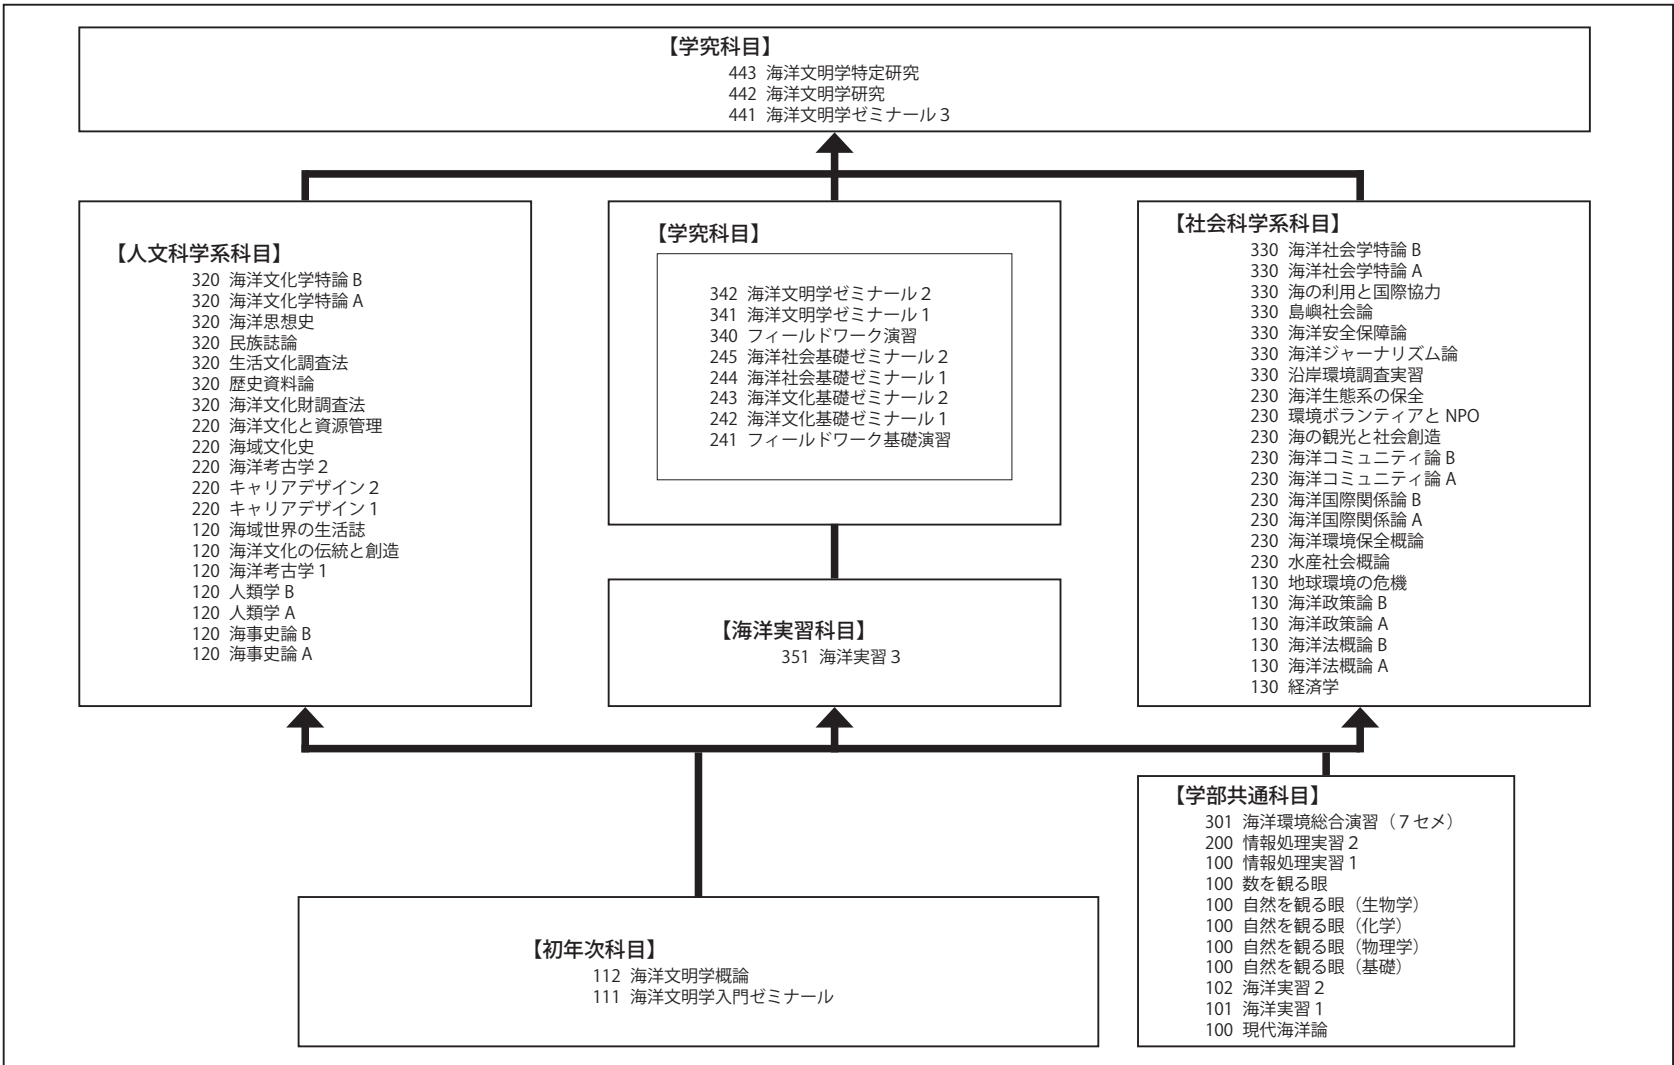 【学究科目】
443 海洋文明学特定研究
442 海洋文明学研究
441 海洋文明学ゼミナール3
【人文科学系科目】
320 海洋文化学特論 B
320 海洋文化学特論 A
320 海洋思想史
320 民族誌論
320 生活文化調査法
320 歴史資料論
320 海洋文化財調査法
220 海洋文化と資源管理
220 海域文化史
220 海洋考古学2
220 キャリアデザイン2
220 キャリアデザイン1
120 海域世界の生活誌
120 海洋文化の伝統と創造
120 海洋考古学1
120 人類学 B
120 人類学 A
120 海事史論 B
120 海事史論 A
【学究科目】
342 海洋文明学ゼミナール2
341 海洋文明学ゼミナール1
340 フィールドワーク演習
245 海洋社会基礎ゼミナール2
244 海洋社会基礎ゼミナール1
243 海洋文化基礎ゼミナール2
242 海洋文化基礎ゼミナール1
241 フィールドワーク基礎演習
【海洋実習科目】
351 海洋実習3
【社会科学系科目】
330 海洋社会学特論 B
330 海洋社会学特論 A
330 海の利用と国際協力
330 島嶼社会論
330 海洋安全保障論
330 海洋ジャーナリズム論
330 沿岸環境調査実習
230 海洋生態系の保全
230 環境ボランティアと NPO
230 海の観光と社会創造
230 海洋コミュニティ論 B
230 海洋コミュニティ論 A
230 海洋国際関係論 B
230 海洋国際関係論 A
230 海洋環境保全概論
230 水産社会概論
130 地球環境の危機
130 海洋政策論 B
130 海洋政策論 A
130 海洋法概論 B
130 海洋法概論 A
130 経済学
【初年次科目】
112 海洋文明学概論
111 海洋文明学入門ゼミナール
【学部共通科目】
301 海洋環境総合演習（7セメ）
200 情報処理実習2
100 情報処理実習1
100 数を観る眼
100 自然を観る眼（生物学）
100 自然を観る眼（化学）
100 自然を観る眼（物理学）
100 自然を観る眼（基礎）
102 海洋実習2
101 海洋実習1
100 現代海洋論